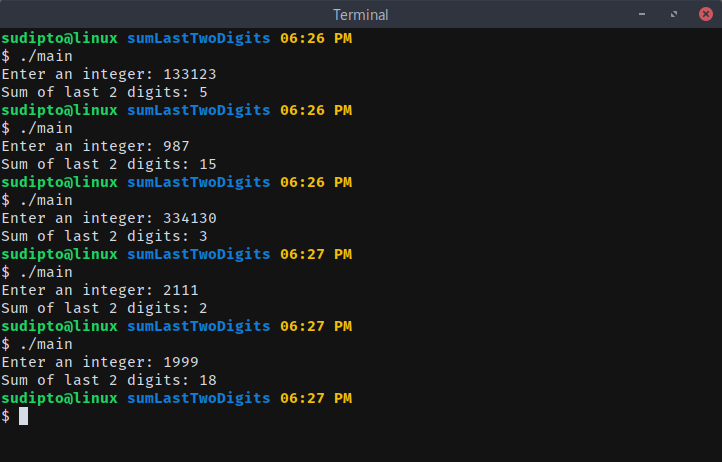 Terminal
sudipto@linux sumLastTwoDigits 06:26 PM
$ ./main
Enter an integer: 133123
Sum of last 2 digits: 5
sudipto@linux sumLastTwoDigits 06:26 PM
$ ./main
Enter an integer: 987
Sum of last 2 digits: 15
sudipto@linux sumLastTwoDigits 06:26 PM
$ ./main
Enter an integer: 334130
Sum of last 2 digits: 3
sudipto@linux sumLastTwoDigits 06:27 PM
$ ./main
Enter an integer: 2111
Sum of last 2 digits: 2
sudipto@linux sumLastTwoDigits 06:27 PM
$ ./main
Enter an integer: 1999
Sum of last 2 digits: 18
sudipto@linux sumLastTwoDigits 06:27 PM
$